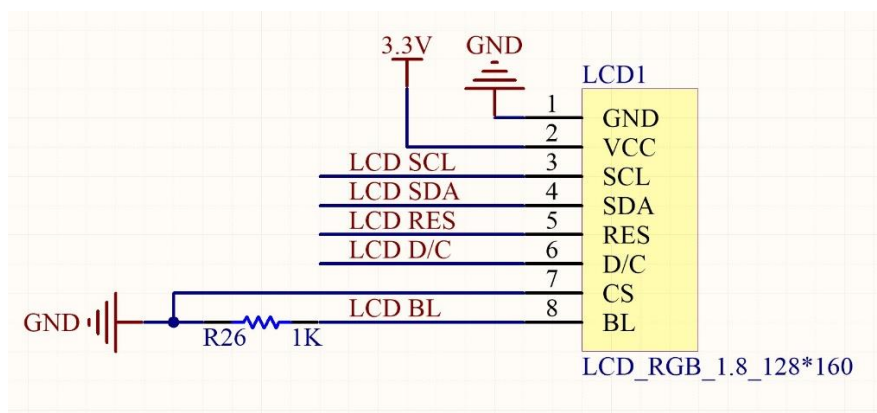 3.3V
GND
LCD1
1
GND
2
VCC
LCD SCL
3
SCL
LCD SDA
4
SDA
LCD RES
5
RES
LCD D/C
6
D/C
7
CS
GND
R26
1K
LCD BL
8
BL
LCD_RGB_1.8_128*160